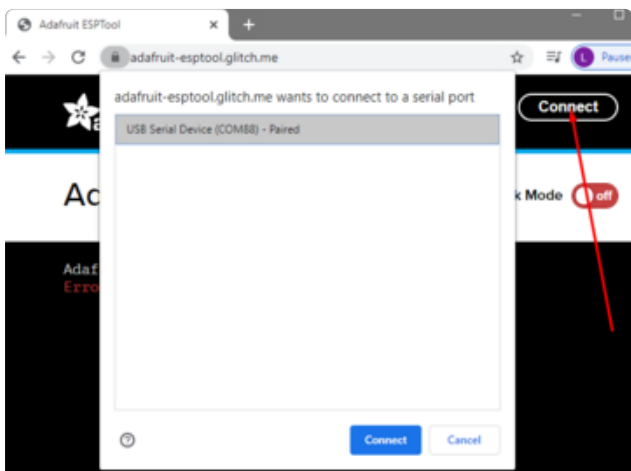 Adafruit ESPTool
adafruit-esptool.glitch.me
L
Pause
adafruit-esptool.glitch.me wants to connect to a serial port
USB Serial Device (COM88) - Paired
Connect
Ad
k Mode
off
Adaf
Erro
Connect
Cancel